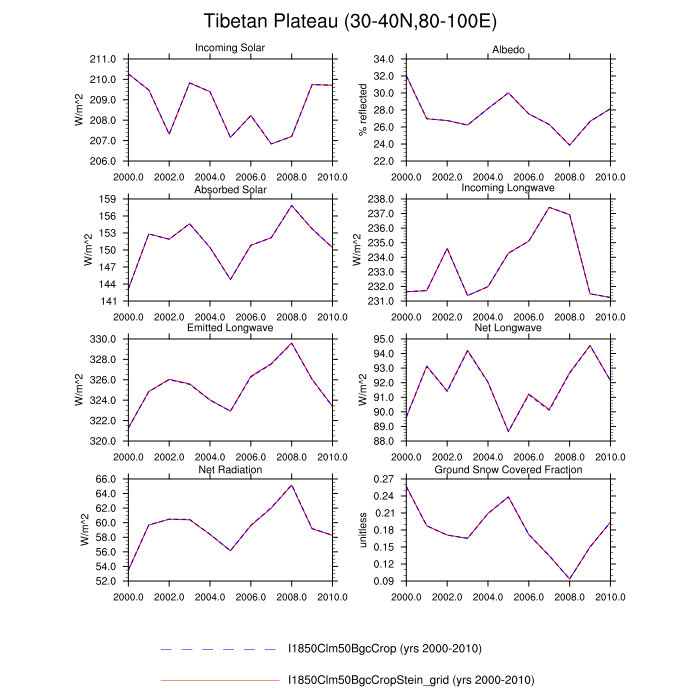 Tibetan Plateau (30-40N,80-100E)
Incoming Solar
W/m^2
211.0
210.0
209.0
208.0
207.0
206.0
2000.0 2002.0 2004.0 2006.0 2008.0 2010.0
Albedo
% reflected
34.0
32.0
30.0
28.0
26.0
24.0
22.0
2000.0 2002.0 2004.0 2006.0 2008.0 2010.0
Absorbed Solar
W/m^2
159
156
153
150
147
144
141
2000.0 2002.0 2004.0 2006.0 2008.0 2010.0
Incoming Longwave
W/m^2
238.0
237.0
236.0
235.0
234.0
233.0
232.0
231.0
2000.0 2002.0 2004.0 2006.0 2008.0 2010.0
Emitted Longwave
W/m^2
330.0
328.0
326.0
324.0
322.0
320.0
2000.0 2002.0 2004.0 2006.0 2008.0 2010.0
Net Longwave
W/m^2
95.0
94.0
93.0
92.0
91.0
90.0
89.0
88.0
2000.0 2002.0 2004.0 2006.0 2008.0 2010.0
Net Radiation
W/m^2
66.0
64.0
62.0
60.0
58.0
56.0
54.0
52.0
2000.0 2002.0 2004.0 2006.0 2008.0 2010.0
Ground Snow Covered Fraction
unitless
0.27
0.24
0.21
0.18
0.15
0.12
0.09
2000.0 2002.0 2004.0 2006.0 2008.0 2010.0
I1850Clm50BgcCrop (yrs 2000-2010)
I1850Clm50BgcCropStein_grid (yrs 2000-2010)